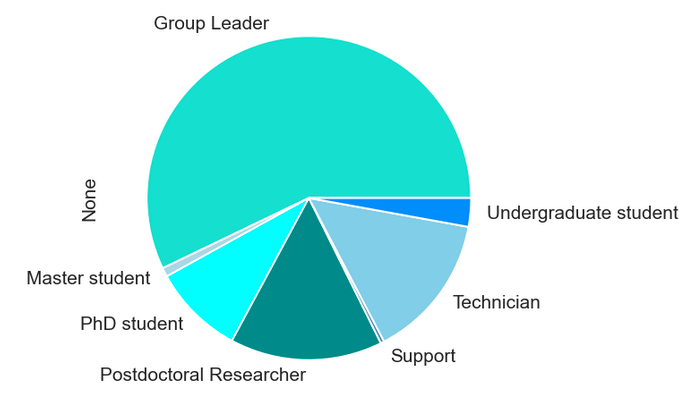 Group Leader
None
Undergraduate student
Master student
Technician
PhD student
Support
Postdoctoral Researcher